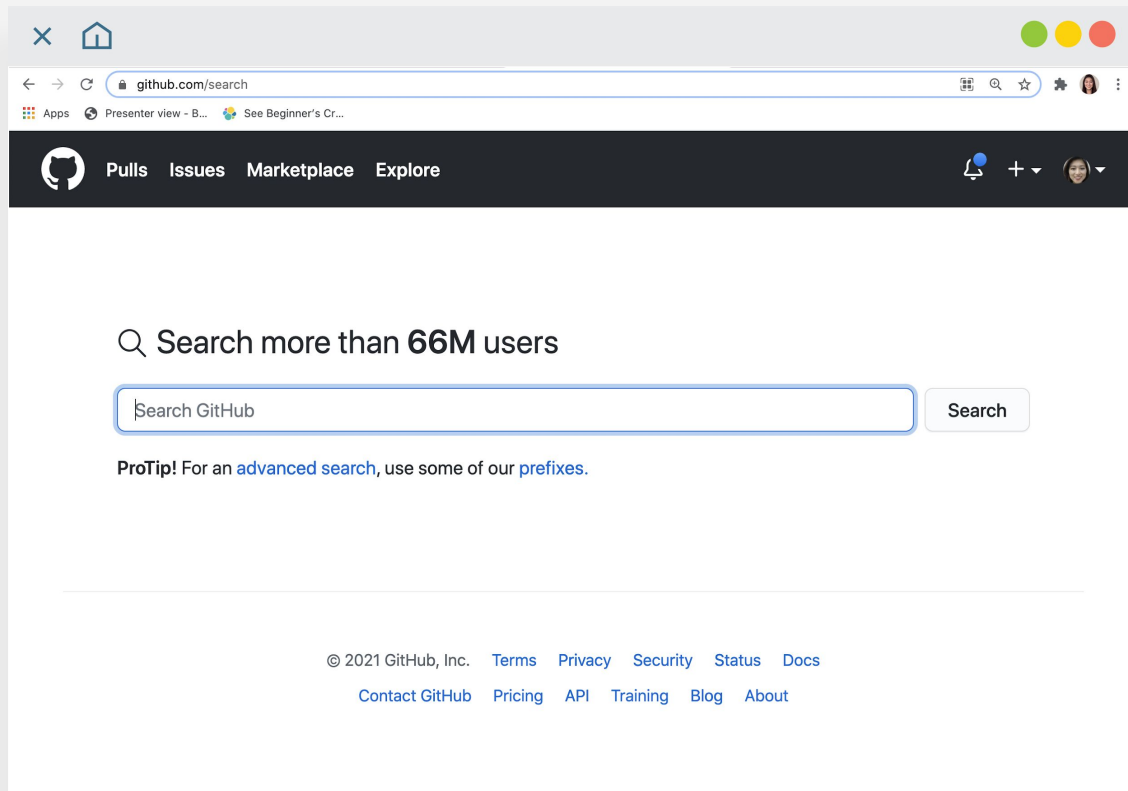 github.com/search
Apps Presenter view - B... See Beginner's Cr...
Pulls Issues Marketplace Explore
Search more than 66M users
Search GitHub Search
ProTip! For an advanced search, use some of our prefixes.
© 2021 GitHub, Inc. Terms Privacy Security Status Docs
Contact GitHub Pricing API Training Blog About